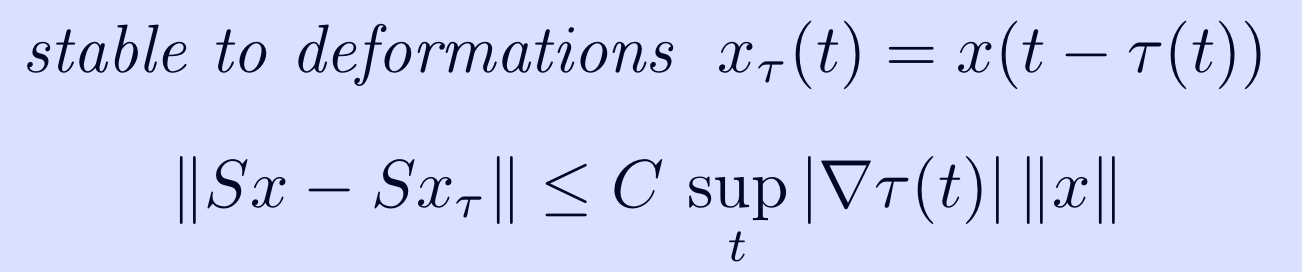 stable to deformations x_τ(t) = x(t − τ(t))
‖Sx − Sx_τ‖ ≤ C sup_t |∇τ(t)| ‖x‖